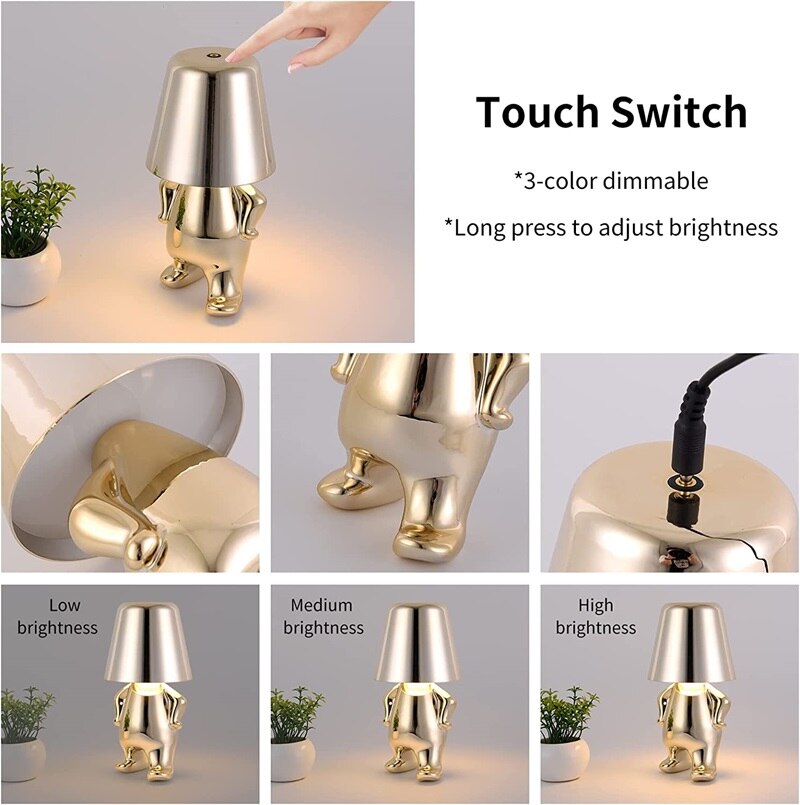 Touch Switch
*3-color dimmable
*Long press to adjust brightness
Low
brightness
Medium
brightness
High
brightness